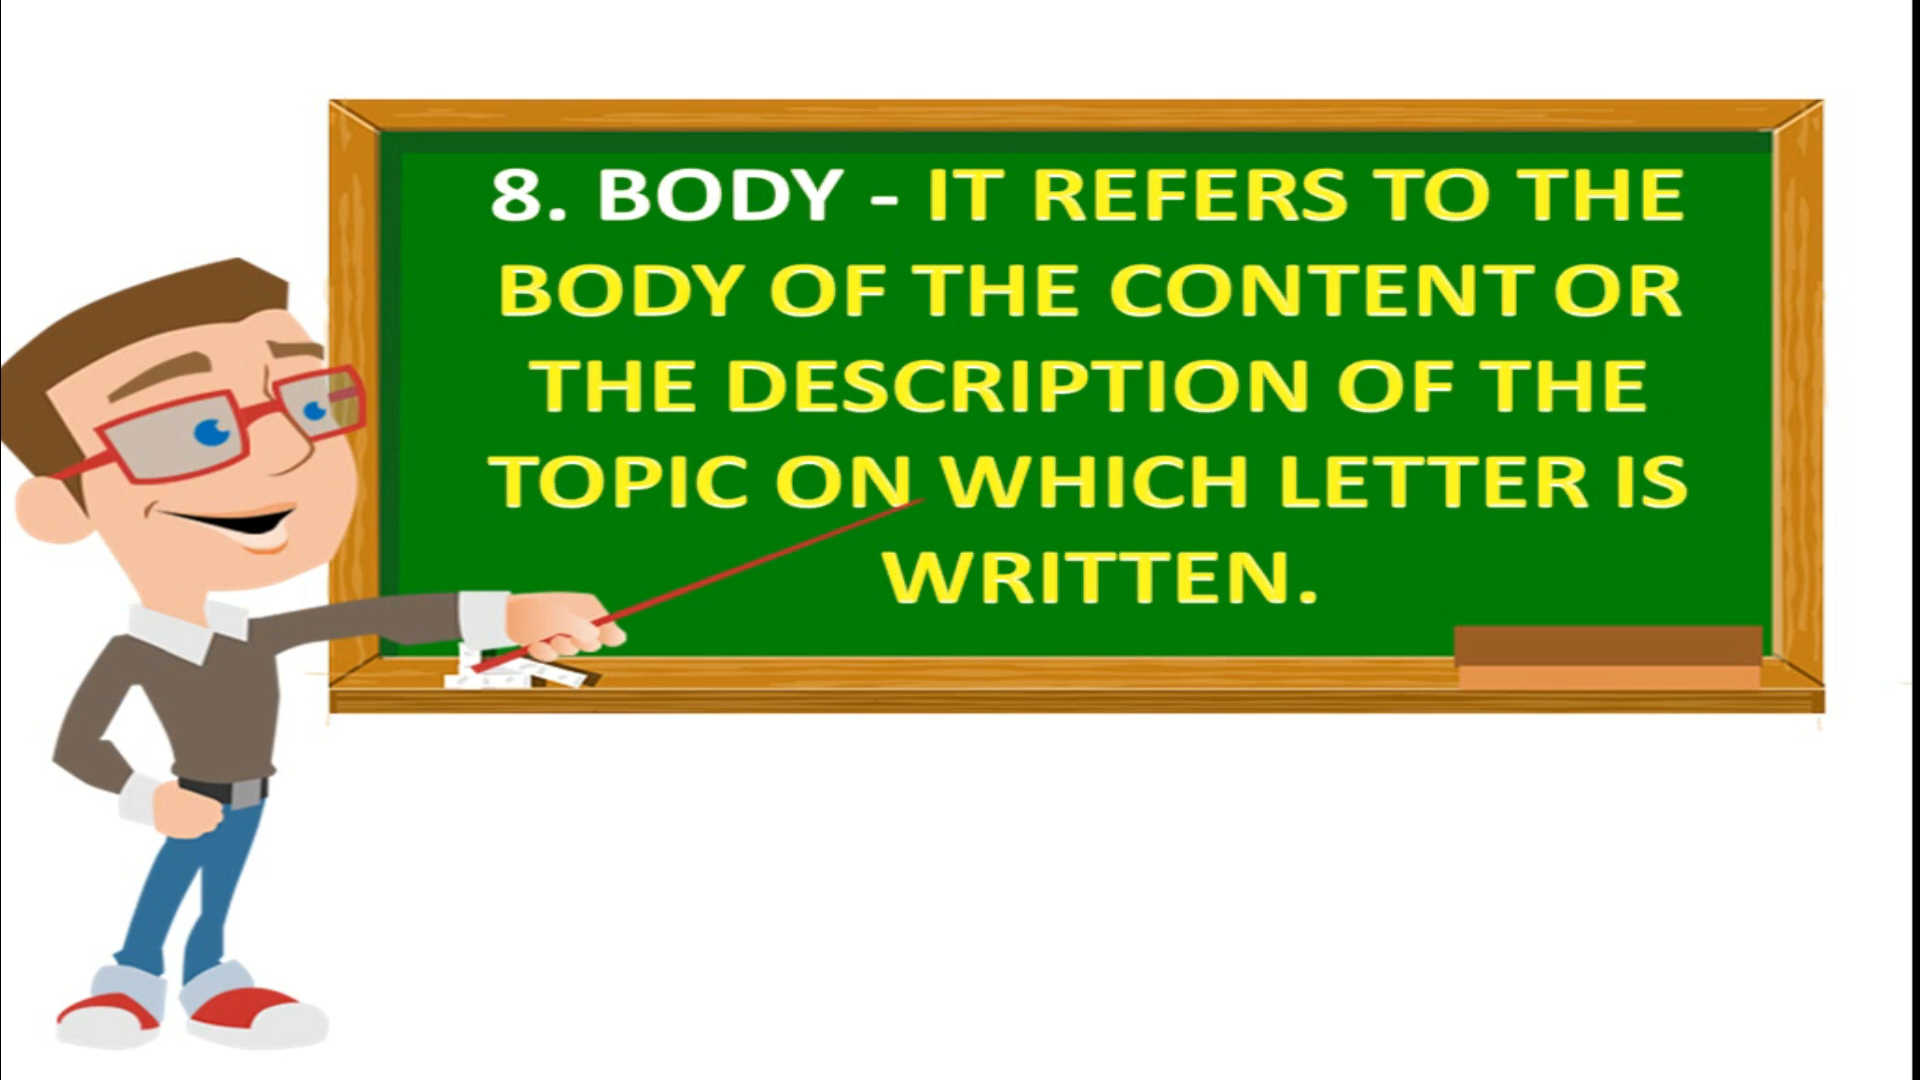 8. BODY - IT REFERS TO THE
BODY OF THE CONTENT OR
THE DESCRIPTION OF THE
TOPIC ON WHICH LETTER IS
WRITTEN.